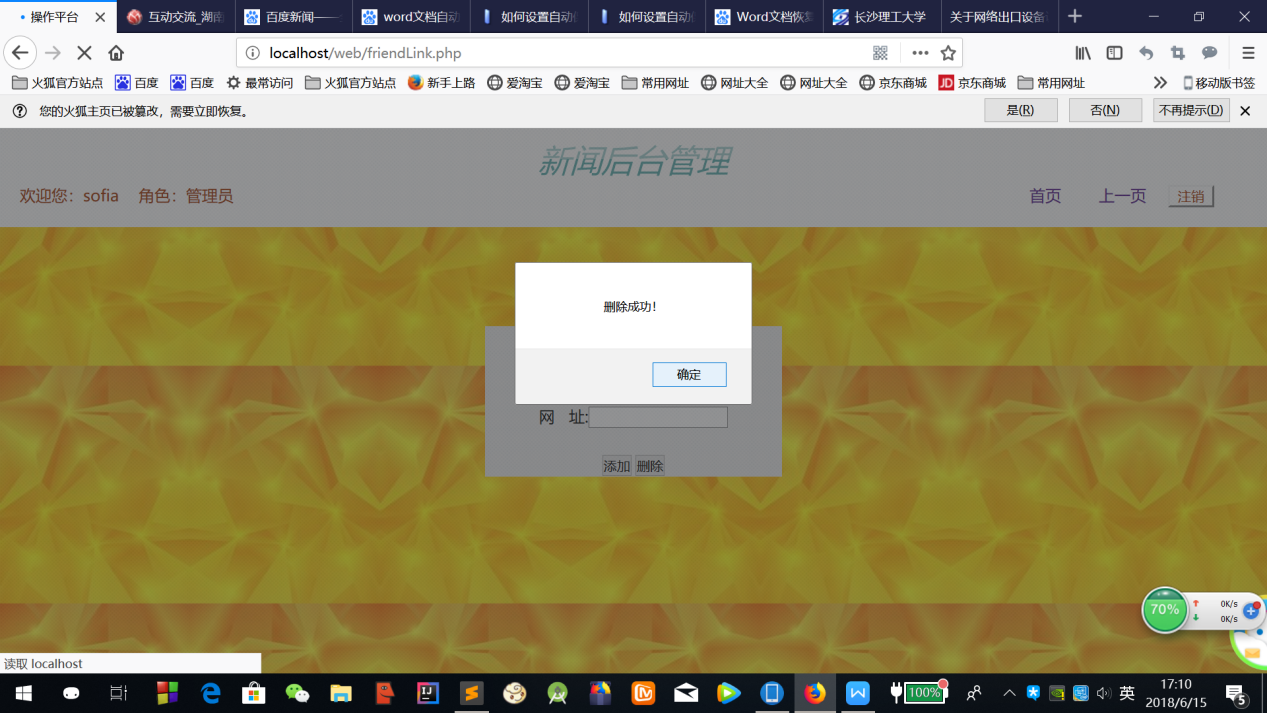 操作平台
互动交流_湖南
百度新闻——
word文档自动
如何设置自动
如何设置自动
Word文档恢
长沙理工大学
关于网络出口设备
localhost/web/friendLink.php
火狐官方站点 百度 百度 最常访问 火狐官方站点 新手上路 爱淘宝 爱淘宝 常用网址 网址大全 网址大全 京东商城 JD 京东商城 常用网址 移动版书签
您的火狐主页已被篡改，需要立即恢复。 是(R) 否(N) 不再提示(D)
新闻后台管理
欢迎您：sofia 角色：管理员 首页 上一页 注销
删除成功！
确定
网 址:
添加 删除
70% 0K/s
0K/s
读取 localhost
100% 英 17:10
2018/6/15 5